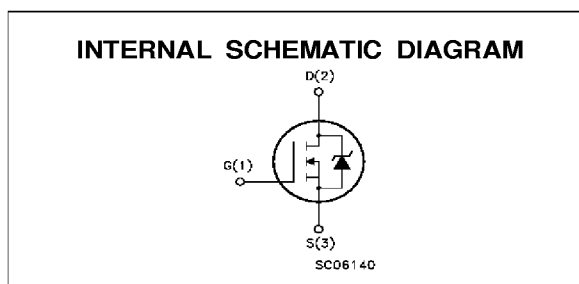 INTERNAL SCHEMATIC DIAGRAM
D(2)
G(1)
S(3)
SC06140